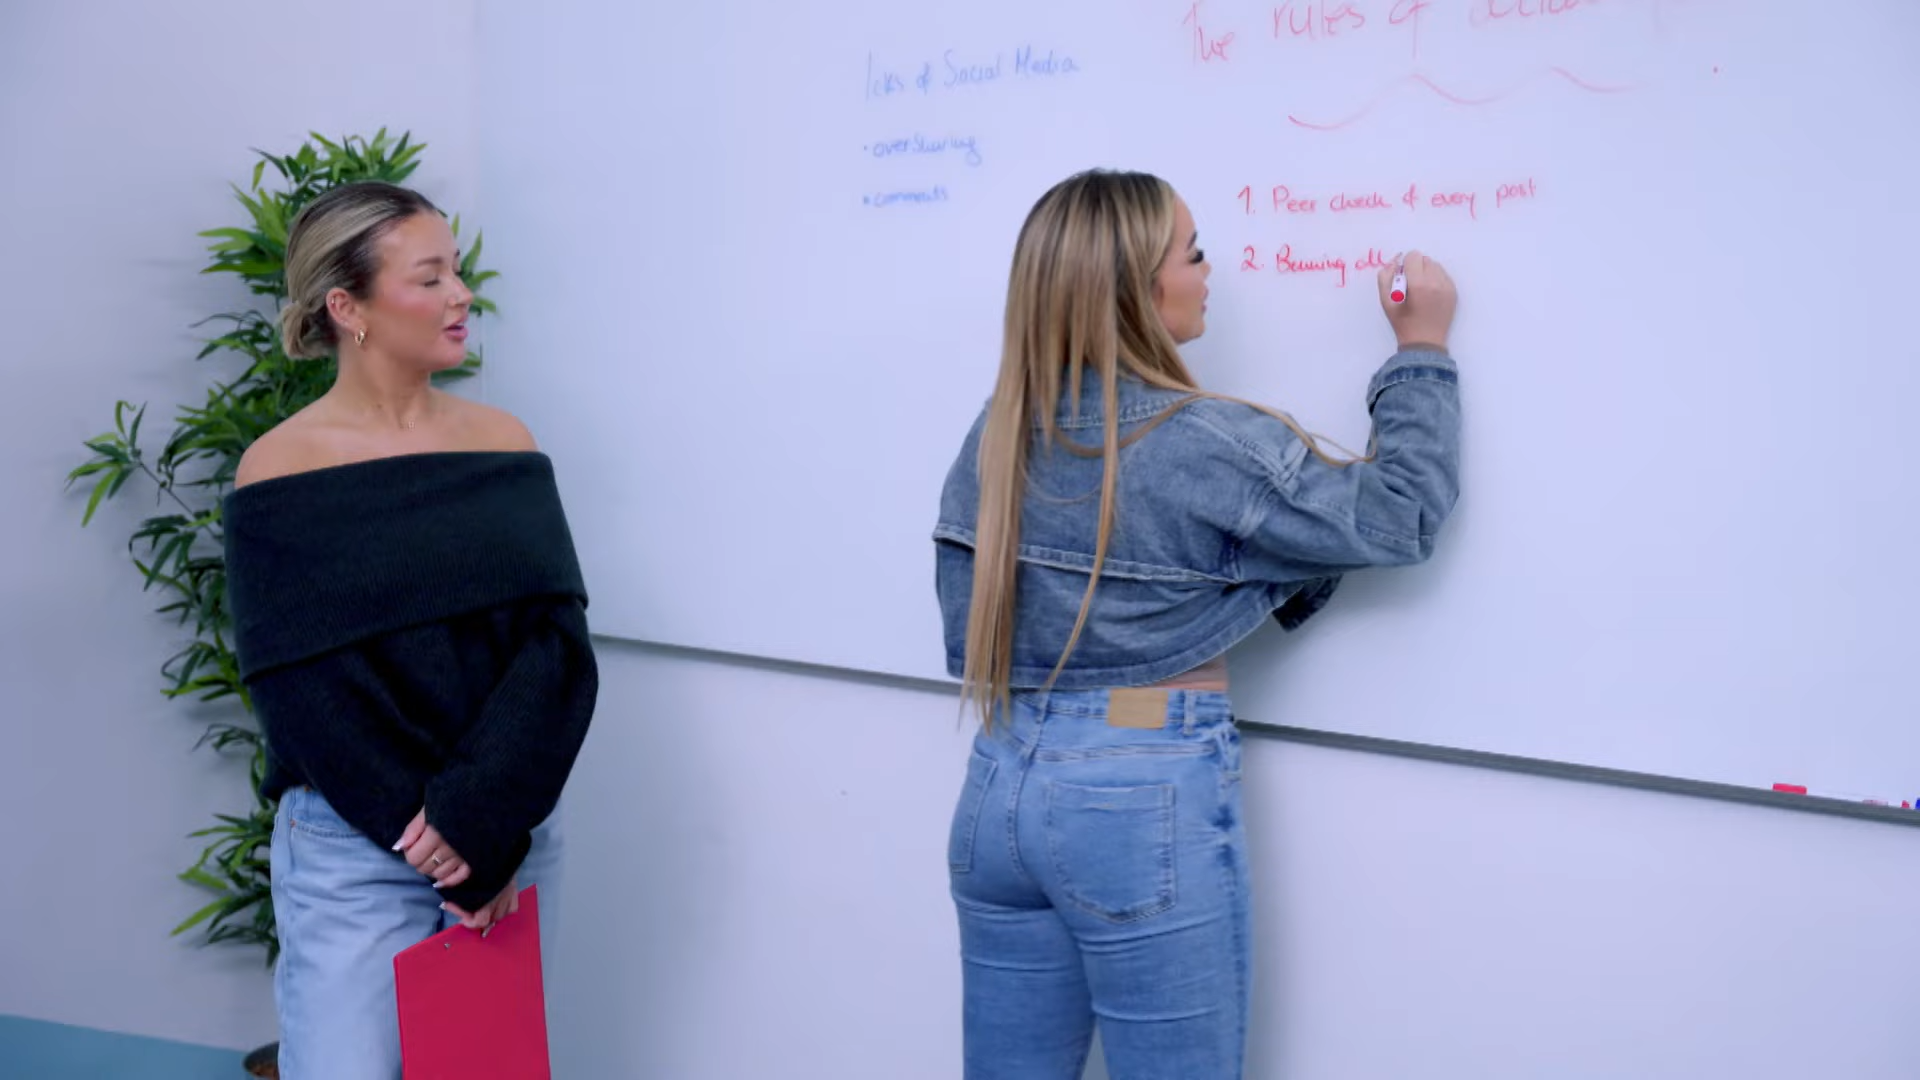 Icks of Social Media
• oversharing
• comments
The rules of
1. Peer check of every post
2. Banning all